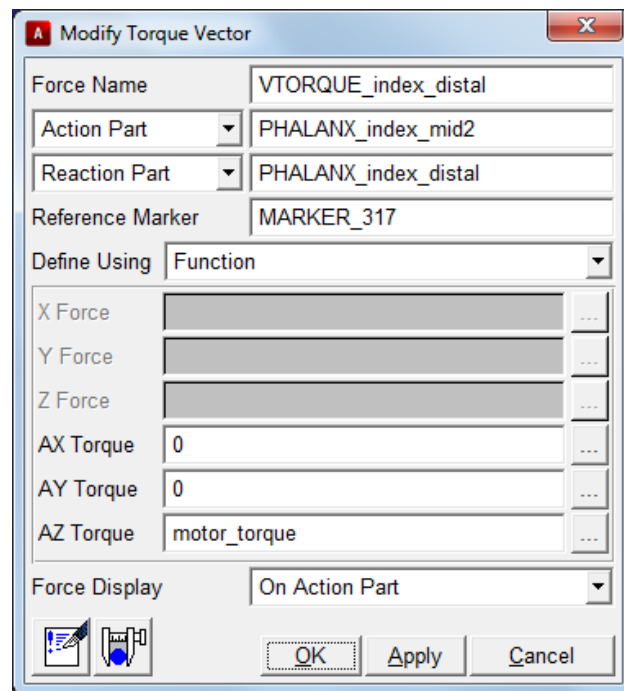 A Modify Torque Vector X
Force Name VTORQUE_index_distal
Action Part PHALANX_index_mid2
Reaction Part PHALANX_index_distal
Reference Marker MARKER_317
Define Using Function
X Force ...
Y Force ...
Z Force ...
AX Torque 0 ...
AY Torque 0 ...
AZ Torque motor_torque ...
Force Display On Action Part
OK Apply Cancel